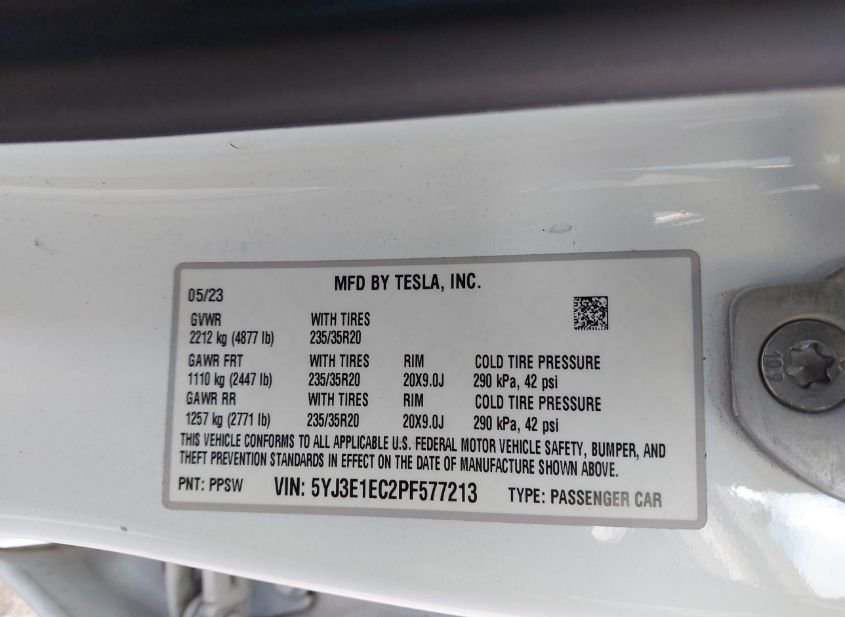 MFD BY TESLA, INC.
05/23
GVWR WITH TIRES
2212 kg (4877 lb) 235/35R20
GAWR FRT WITH TIRES RIM COLD TIRE PRESSURE
1110 kg (2447 lb) 235/35R20 20X9.0J 290 kPa, 42 psi
GAWR RR WITH TIRES RIM COLD TIRE PRESSURE
1257 kg (2771 lb) 235/35R20 20X9.0J 290 kPa, 42 psi
THIS VEHICLE CONFORMS TO ALL APPLICABLE U.S. FEDERAL MOTOR VEHICLE SAFETY, BUMPER, AND
THEFT PREVENTION STANDARDS IN EFFECT ON THE DATE OF MANUFACTURE SHOWN ABOVE.
PNT: PPSW VIN: 5YJ3E1EC2PF577213 TYPE: PASSENGER CAR
10.9